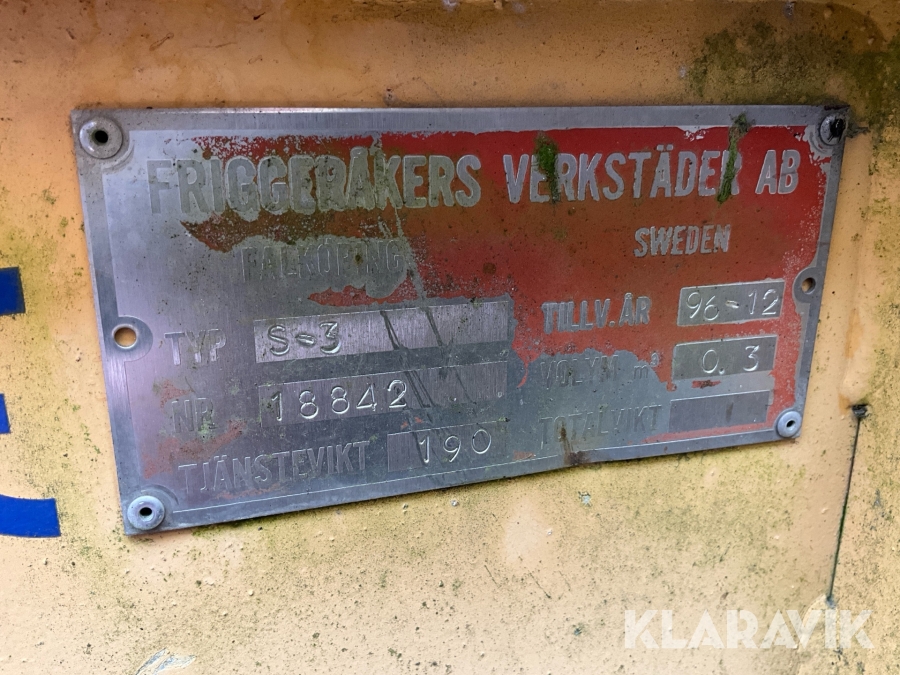 FRIGGERÅKERS VERKSTÄDER AB
FALKÖPING SWEDEN
TYP S-3 TILLV.ÅR 96-12
NR 18842 VOLYM m³ 0.3
TJÄNSTEVIKT 190 TOTALVIKT
KLARAVIK